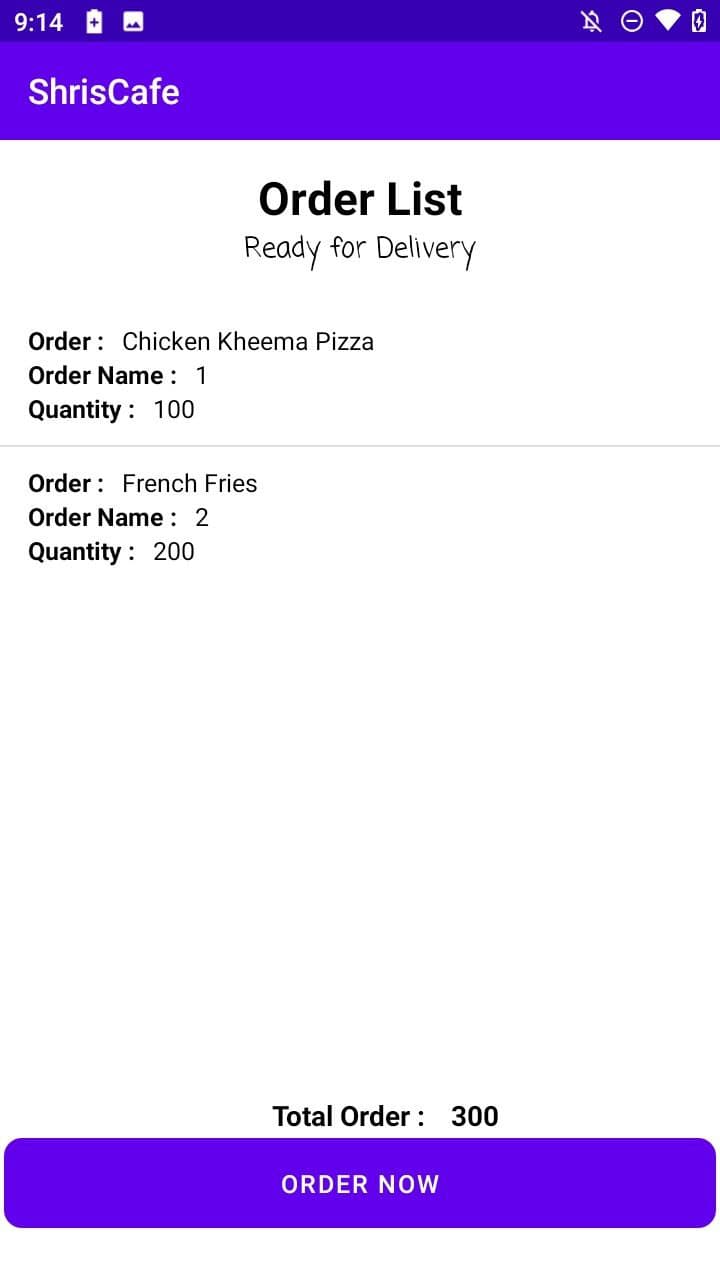 9:14
ShrisCafe
Order List
Ready for Delivery
Order : Chicken Kheema Pizza
Order Name : 1
Quantity : 100
Order : French Fries
Order Name : 2
Quantity : 200
Total Order : 300
ORDER NOW